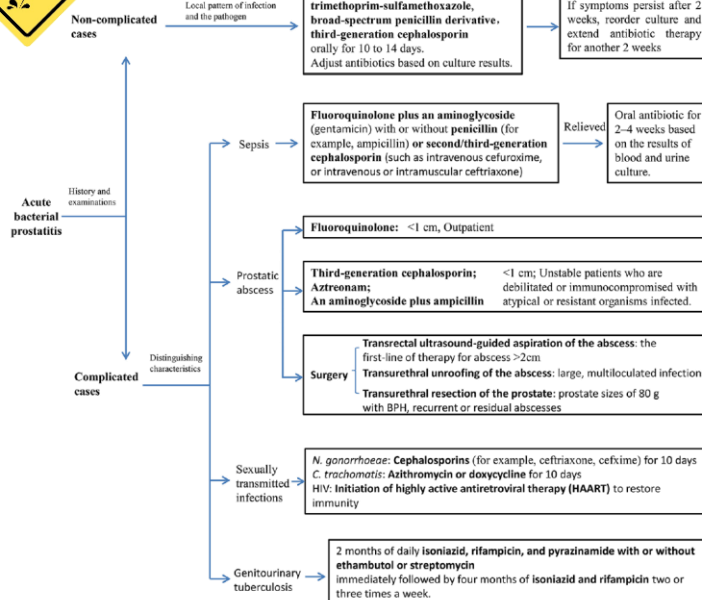 Non-complicated
cases
Local pattern of infection
and the pathogen
trimethoprim-sulfamethoxazole,
broad-spectrum penicillin derivative,
third-generation cephalosporin
orally for 10 to 14 days.
Adjust antibiotics based on culture results.
If symptoms persist after 2
weeks, reorder culture and
extend antibiotic therapy
for another 2 weeks
Acute
bacterial
prostatitis
History and
examinations
Complicated
cases
Distinguishing
characteristics
Sepsis
Fluoroquinolone plus an aminoglycoside
(gentamicin) with or without penicillin (for
example, ampicillin) or second/third-generation
cephalosporin (such as intravenous cefuroxime,
or intravenous or intramuscular ceftriaxone)
Relieved
Oral antibiotic for
2–4 weeks based
on the results of
blood and urine
culture.
Prostatic
abscess
Fluoroquinolone: <1 cm, Outpatient
Third-generation cephalosporin;
Aztreonam;
An aminoglycoside plus ampicillin
<1 cm; Unstable patients who are
debilitated or immunocompromised with
atypical or resistant organisms infected.
Surgery
Transrectal ultrasound-guided aspiration of the abscess: the
first-line of therapy for abscess >2cm
Transurethral unroofing of the abscess: large, multiloculated infection
Transurethral resection of the prostate: prostate sizes of 80 g
with BPH, recurrent or residual abscesses
Sexually
transmitted
infections
N. gonorrhoeae: Cephalosporins (for example, ceftriaxone, cefxime) for 10 days
C. trachomatis: Azithromycin or doxycycline for 10 days
HIV: Initiation of highly active antiretroviral therapy (HAART) to restore
immunity
Genitourinary
tuberculosis
2 months of daily isoniazid, rifampicin, and pyrazinamide with or without
ethambutol or streptomycin
immediately followed by four months of isoniazid and rifampicin two or
three times a week.